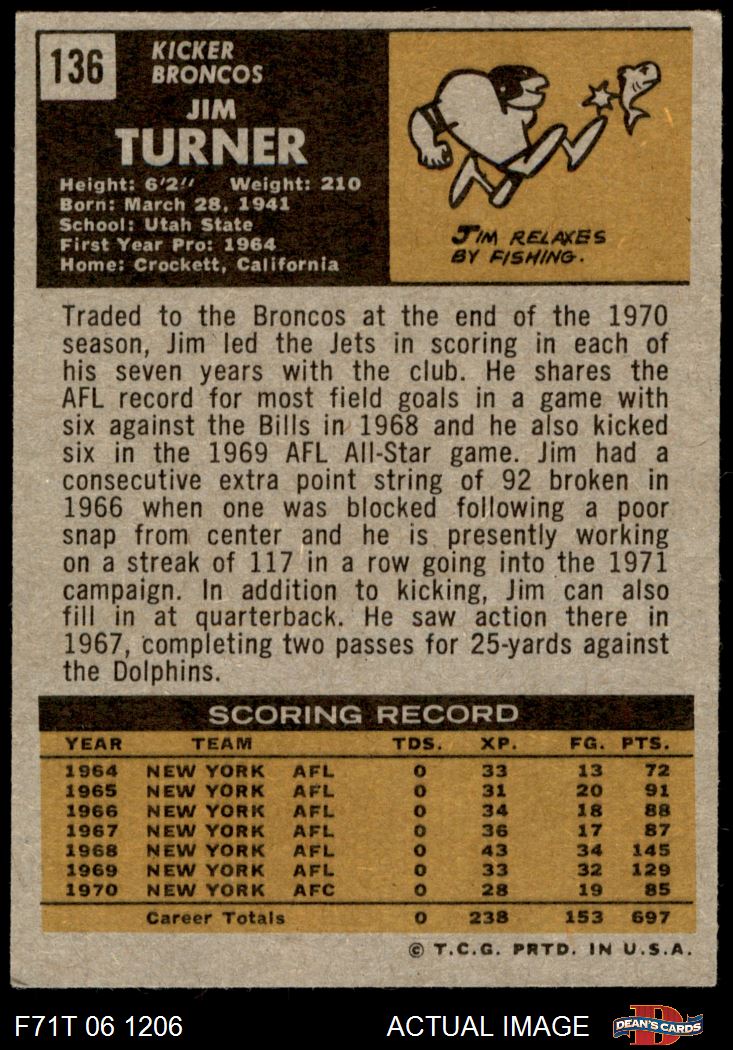 136
KICKER
BRONCOS
JIM
TURNER
Height: 6'2" Weight: 210
Born: March 28, 1941
School: Utah State
First Year Pro: 1964
Home: Crockett, California
JIM RELAXES
BY FISHING.
Traded to the Broncos at the end of the 1970
season, Jim led the Jets in scoring in each of
his seven years with the club. He shares the
AFL record for most field goals in a game with
six against the Bills in 1968 and he also kicked
six in the 1969 AFL All-Star game. Jim had a
consecutive extra point string of 92 broken in
1966 when one was blocked following a poor
snap from center and he is presently working
on a streak of 117 in a row going into the 1971
campaign. In addition to kicking, Jim can also
fill in at quarterback. He saw action there in
1967, completing two passes for 25-yards against
the Dolphins.
SCORING RECORD
YEAR TEAM TDS. XP. FG. PTS.
1964 NEW YORK AFL 0 33 13 72
1965 NEW YORK AFL 0 31 20 91
1966 NEW YORK AFL 0 34 18 88
1967 NEW YORK AFL 0 36 17 87
1968 NEW YORK AFL 0 43 34 145
1969 NEW YORK AFL 0 33 32 129
1970 NEW YORK AFC 0 28 19 85
Career Totals 0 238 153 697
© T.C.G. PRTD. IN U.S.A.
F71T 06 1206 ACTUAL IMAGE D DEAN'S CARDS